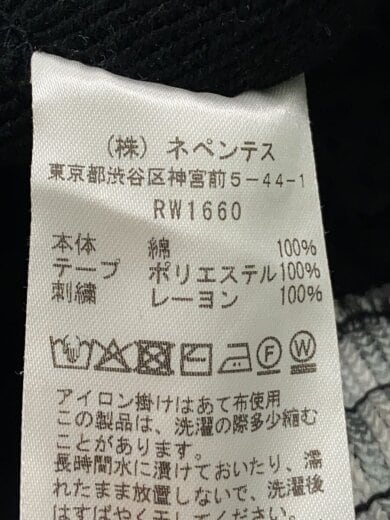 (株) ネペンテス
東京都渋谷区神宮前5-44-1
RW1660
本体 綿 100%
テープ ポリエステル100%
刺繍 レーヨン 100%
F W
アイロン掛けはあて布使用
この製品は、洗濯の際多少縮む
ことがあります。
長時間水に漬けておいたり、濡
れたまま放置しないで、洗濯後
はすばやく干してください。